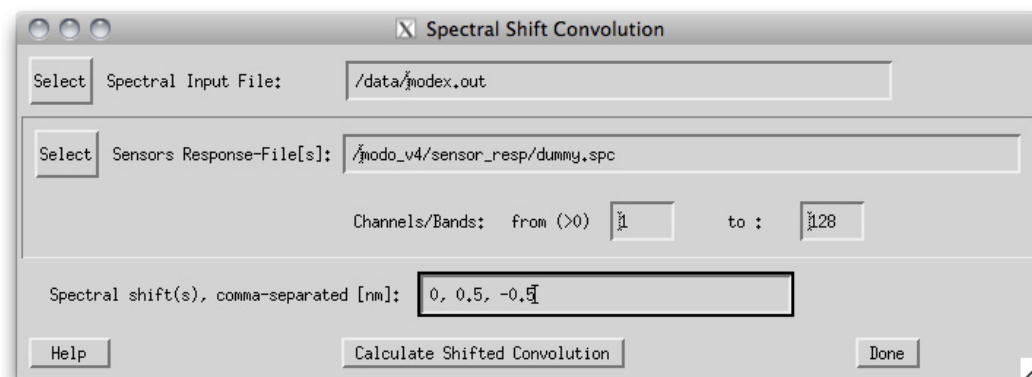 X Spectral Shift Convolution
Select Spectral Input File: /data/modex.out
Select Sensors Response-File[s]: /modo_v4/sensor_resp/dummy.spc
Channels/Bands: from (>0) 1 to : 128
Spectral shift(s), comma-separated [nm]: 0, 0.5, -0.5
Help Calculate Shifted Convolution Done